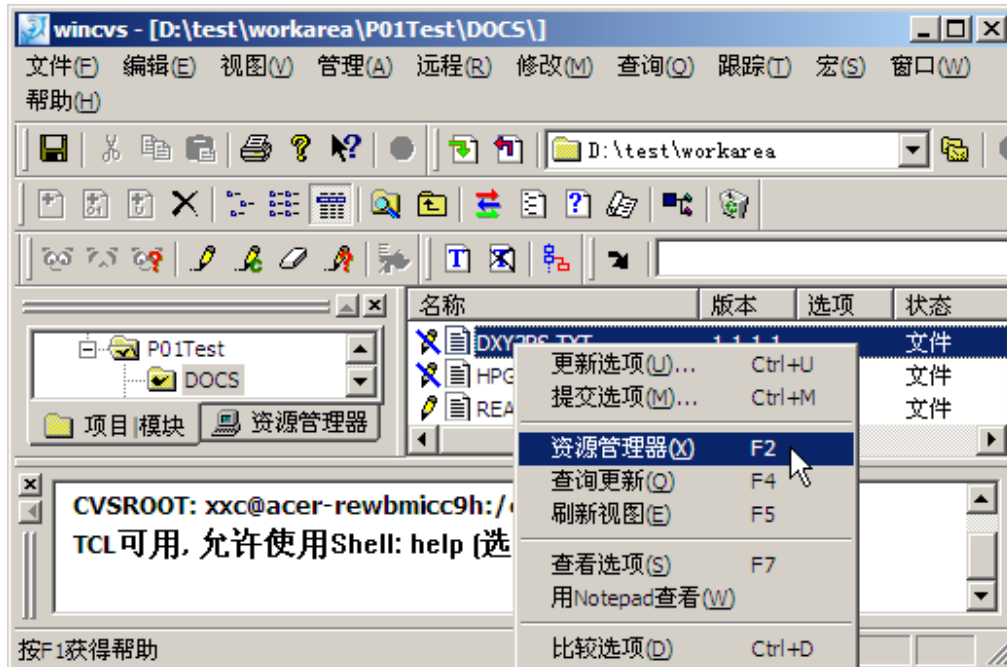 wincvs - [D:\test\workarea\P01Test\DOCS\]
文件(F) 编辑(E) 视图(V) 管理(A) 远程(R) 修改(M) 查询(Q) 跟踪(T) 宏(S) 窗口(W)
帮助(H)
D:\test\workarea
名称 版本 选项 状态
P01Test
DOCS
项目|模块 资源管理器
文件
HPG 文件
REA 文件
更新选项(U)... Ctrl+U
提交选项(M)... Ctrl+M
资源管理器(X) F2
查询更新(Q) F4
刷新视图(E) F5
查看选项(S) F7
用Notepad查看(W)
比较选项(D) Ctrl+D
CVSROOT: xxc@acer-rewbmicc9h:/
TCL可用, 允许使用Shell: help (选
按F1获得帮助